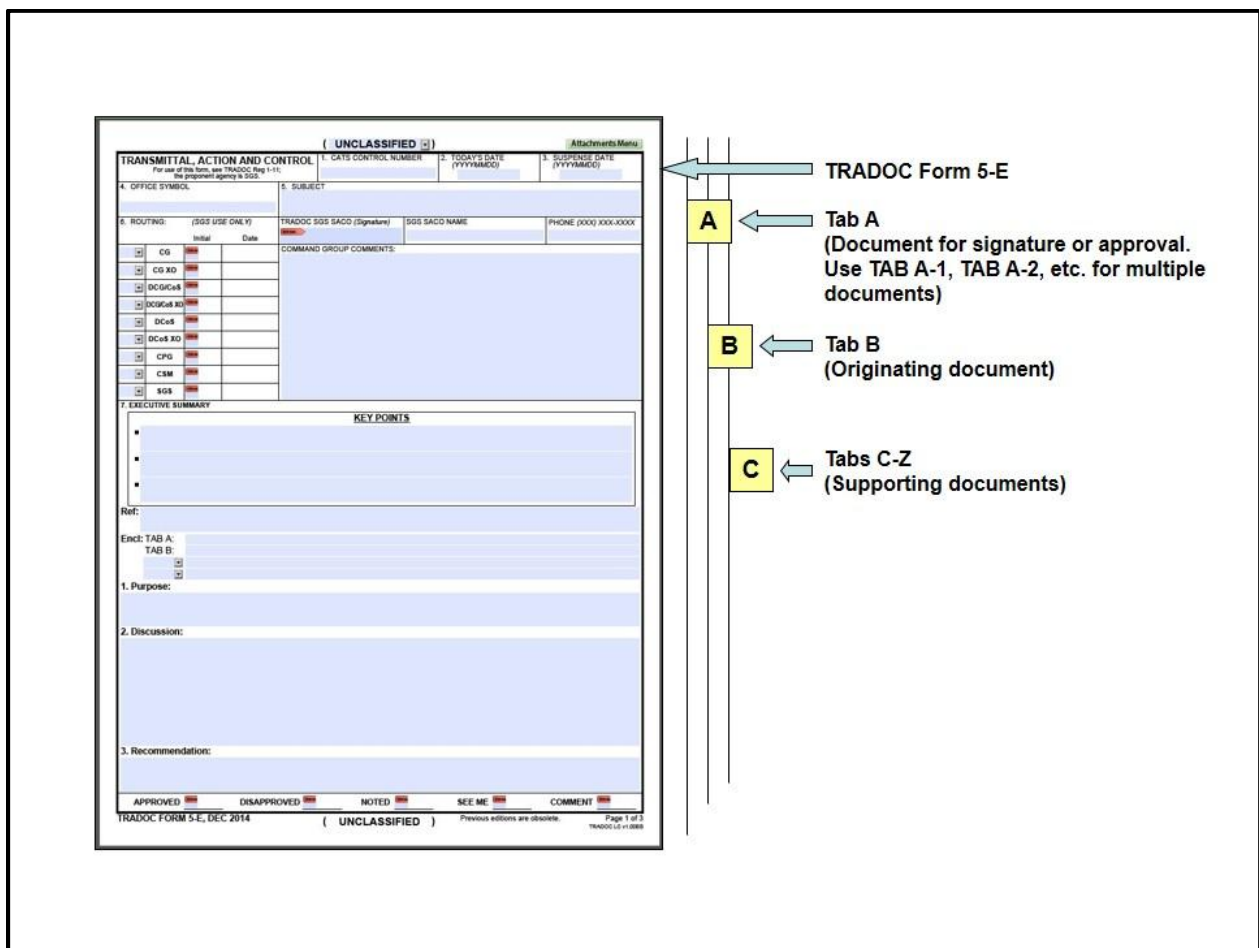 ( UNCLASSIFIED )
Attachments Menu
TRANSMITTAL, ACTION AND CONTROL
For use of this form, see TRADOC Reg 1-11;
the proponent agency is SGS.
1. CATS CONTROL NUMBER
2. TODAY'S DATE
(YYYYMMDD)
3. SUSPENSE DATE
(YYYYMMDD)
4. OFFICE SYMBOL
5. SUBJECT
6. ROUTING:
(SGS USE ONLY)
Initial
Date
TRADOC SGS SACO (Signature)
SGS SACO NAME
PHONE (XXX) XXX-XXXX
COMMAND GROUP COMMENTS:
CG
CG XO
DCG/CoS
DCG/CoS XO
DCoS
DCoS XO
CPG
CSM
SGS
7. EXECUTIVE SUMMARY
KEY POINTS
Ref:
Encl: TAB A:
TAB B:
1. Purpose:
2. Discussion:
3. Recommendation:
APPROVED
DISAPPROVED
NOTED
SEE ME
COMMENT
TRADOC FORM 5-E, DEC 2014
( UNCLASSIFIED )
Previous editions are obsolete.
Page 1 of 3
TRADOC Form 5-E
A
Tab A
(Document for signature or approval.
Use TAB A-1, TAB A-2, etc. for multiple
documents)
B
Tab B
(Originating document)
C
Tabs C-Z
(Supporting documents)